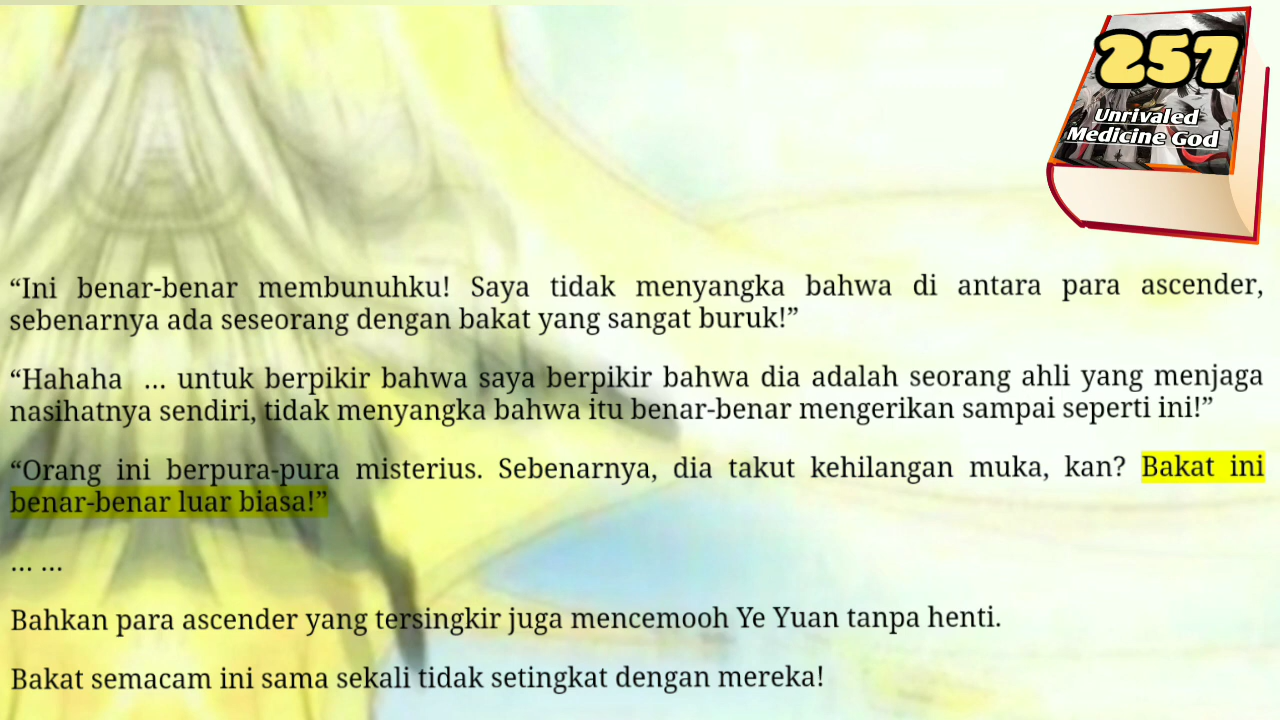 257
Unrivaled
Medicine God
“Ini benar-benar membunuhku! Saya tidak menyangka bahwa di antara para ascender,
sebenarnya ada seseorang dengan bakat yang sangat buruk!”
“Hahaha … untuk berpikir bahwa saya berpikir bahwa dia adalah seorang ahli yang menjaga
nasihatnya sendiri, tidak menyangka bahwa itu benar-benar mengerikan sampai seperti ini!”
“Orang ini berpura-pura misterius. Sebenarnya, dia takut kehilangan muka, kan? Bakat ini
benar-benar luar biasa!”
… …
Bahkan para ascender yang tersingkir juga mencemooh Ye Yuan tanpa henti.
Bakat semacam ini sama sekali tidak setingkat dengan mereka!